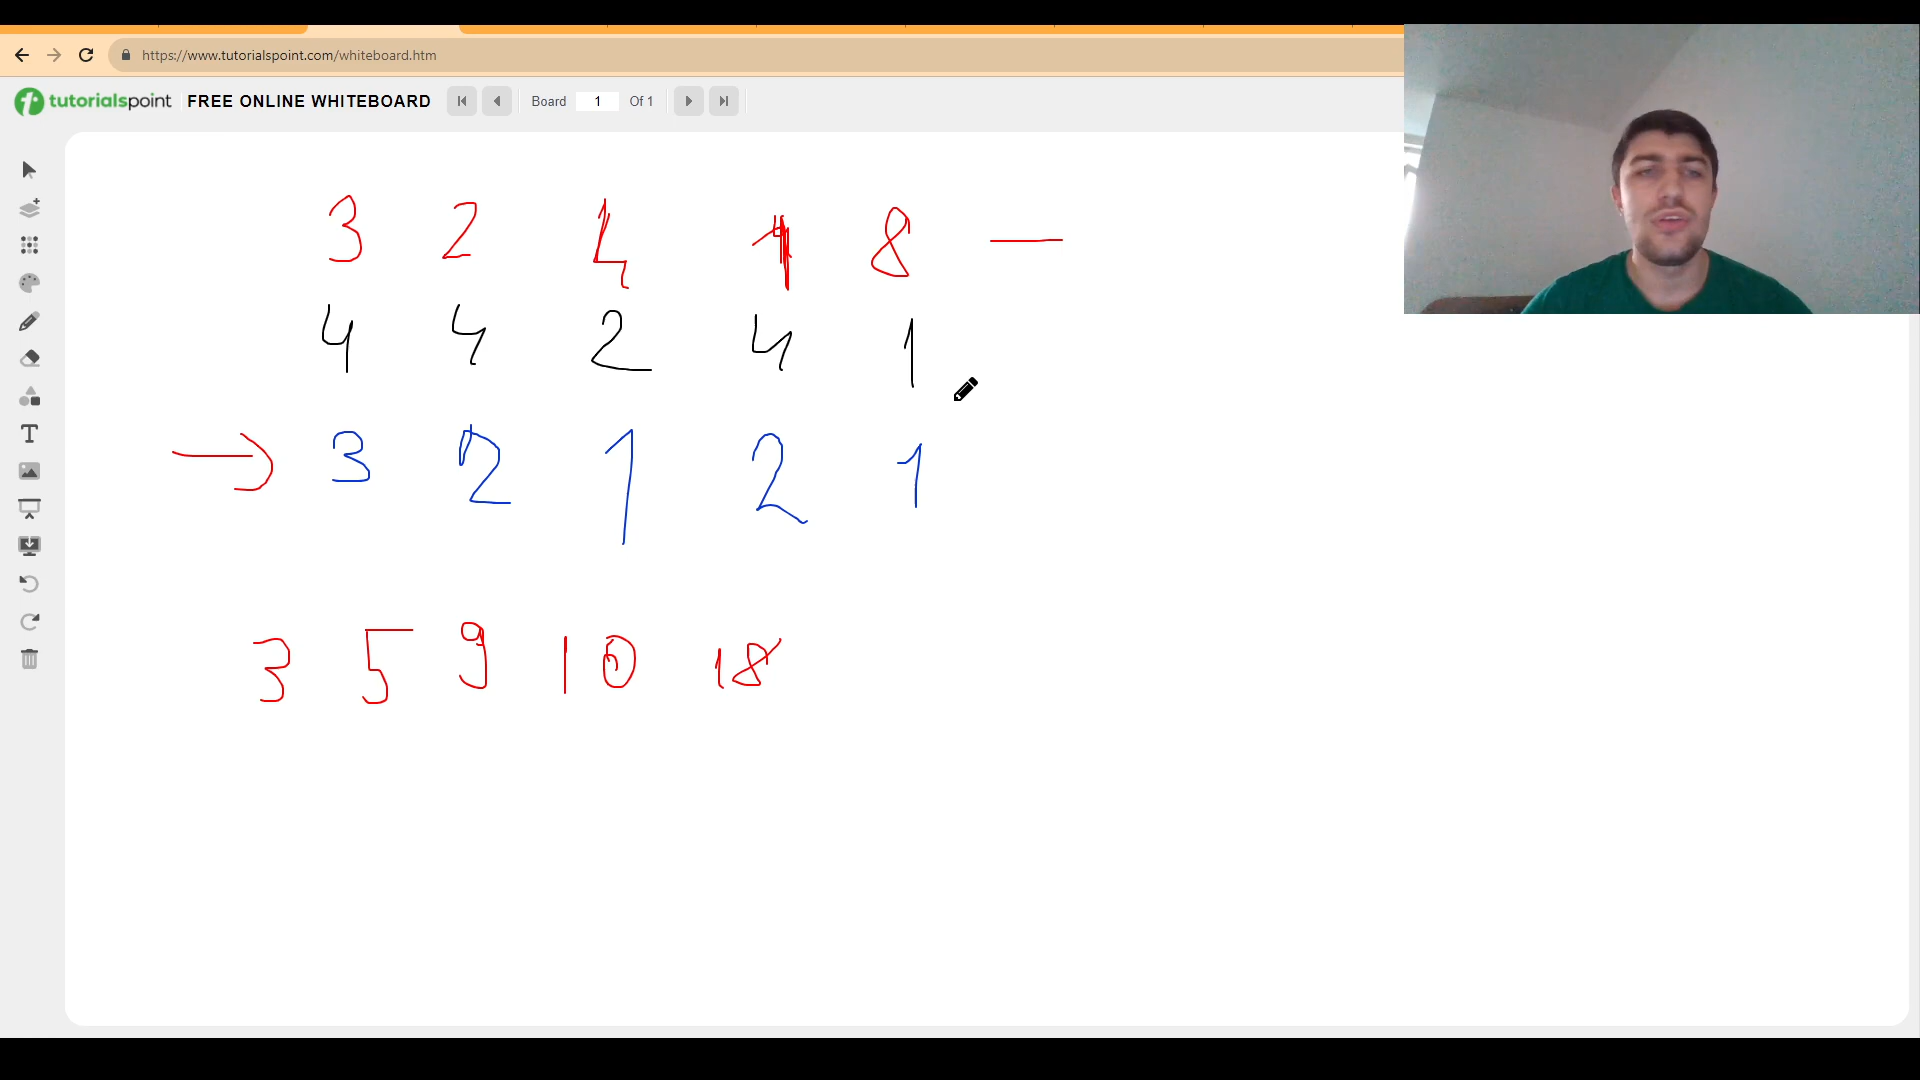 https://www.tutorialspoint.com/whiteboard.htm
tutorialspoint FREE ONLINE WHITEBOARD Board 1 Of 1
3 2 4 1 8 —
4 4 2 4 1
→ 3 2 1 2 1
3 5 9 10 18